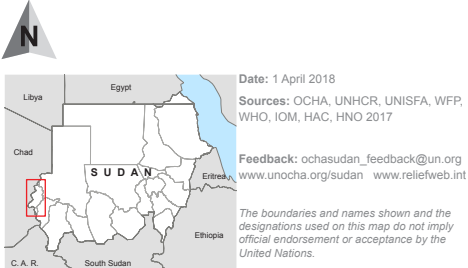 N
Libya
Egypt
Chad
SUDAN
Eritrea
Ethiopia
C. A. R.
South Sudan
Date: 1 April 2018
Sources: OCHA, UNHCR, UNISFA, WFP,
WHO, IOM, HAC, HNO 2017
Feedback: ochasudan_feedback@un.org
www.unocha.org/sudan www.reliefweb.int
The boundaries and names shown and the
designations used on this map do not imply
official endorsement or acceptance by the
United Nations.